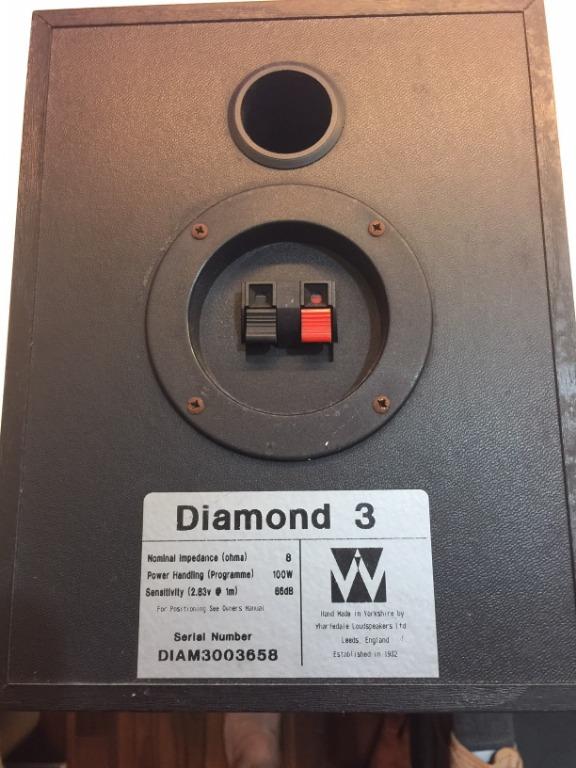 Diamond 3
Nominal Impedance (ohms) 8
Power Handling (Programme) 100W
Sensitivity (2.83v @ 1m) 86dB
For Positioning See Owners Manual
Serial Number
DIAM3003658
Hand Made in Yorkshire by
Wharfedale Loudspeakers Ltd
Leeds, England
Established in 1932